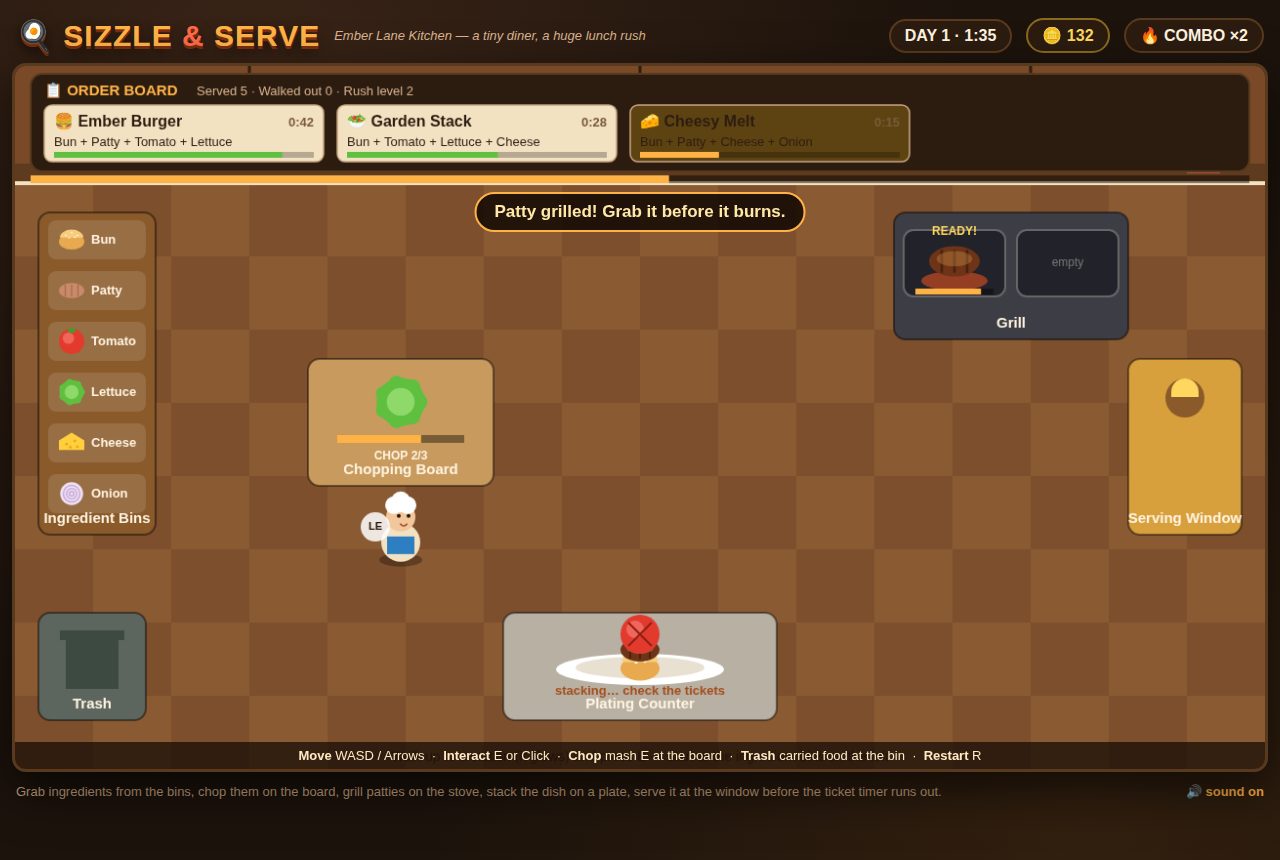 SIZZLE & SERVE
Ember Lane Kitchen — a tiny diner, a huge lunch rush
DAY 1 · 1:35
132
COMBO ×2
ORDER BOARD
Served 5 · Walked out 0 · Rush level 2
Ember Burger
0:42
Bun + Patty + Tomato + Lettuce
Garden Stack
0:28
Bun + Tomato + Lettuce + Cheese
Cheesy Melt
0:15
Bun + Patty + Cheese + Onion
Patty grilled! Grab it before it burns.
Bun
Patty
Tomato
Lettuce
Cheese
Onion
Ingredient Bins
READY!
empty
Grill
CHOP 2/3
Chopping Board
LE
Serving Window
Trash
stacking… check the tickets
Plating Counter
Move WASD / Arrows · Interact E or Click · Chop mash E at the board · Trash carried food at the bin · Restart R
Grab ingredients from the bins, chop them on the board, grill patties on the stove, stack the dish on a plate, serve it at the window before the ticket timer runs out.
sound on